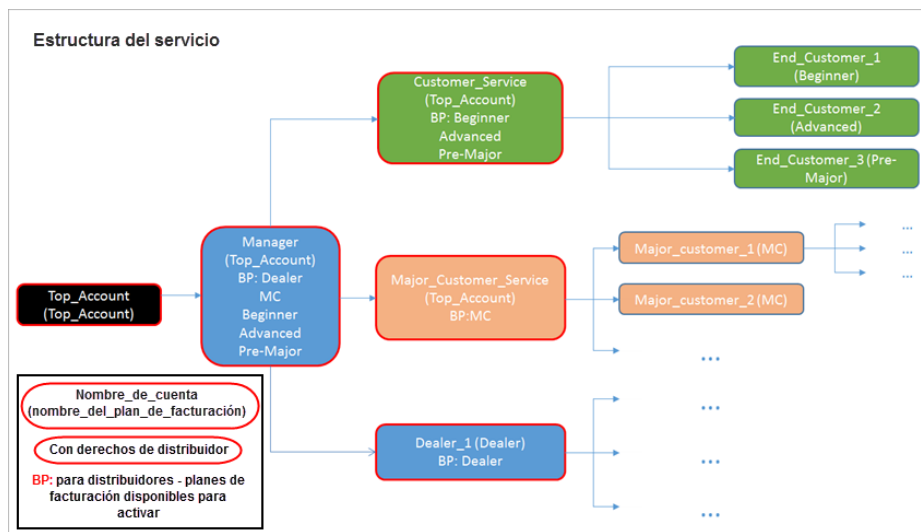 Estructura del servicio
Customer_Service
(Top_Account)
BP: Beginner
Advanced
Pre-Major
End_Customer_1
(Beginner)
End_Customer_2
(Advanced)
End_Customer_3 (Pre-
Major)
Top_Account
(Top_Account)
Manager
(Top_Account)
BP: Dealer
MC
Beginner
Advanced
Pre-Major
Major_Customer_Service
(Top_Account)
BP:MC
Major_customer_1 (MC)
...
...
...
Major_customer_2 (MC)
...
Dealer_1 (Dealer)
BP: Dealer
...
...
...
Nombre_de_cuenta
(nombre_del_plan_de_facturación)
Con derechos de distribuidor
BP: para distribuidores - planes de
facturación disponibles para
activar